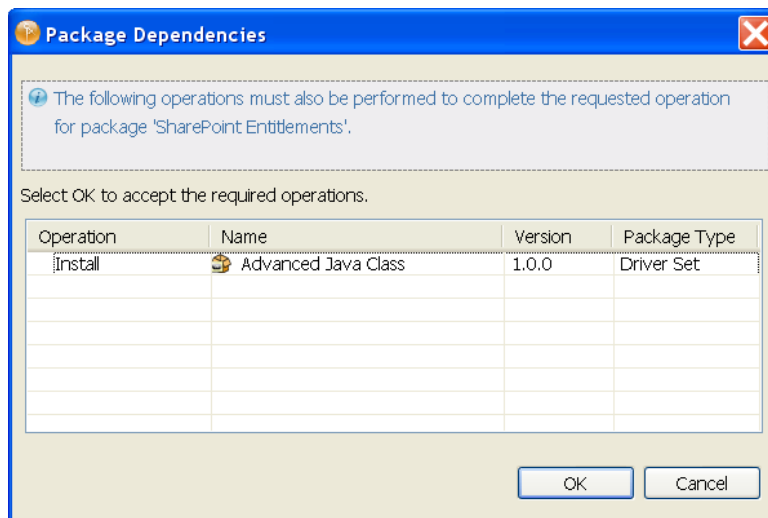 Package Dependencies
The following operations must also be performed to complete the requested operation
for package 'SharePoint Entitlements'.
Select OK to accept the required operations.
Operation Name Version Package Type
Install Advanced Java Class 1.0.0 Driver Set
OK Cancel